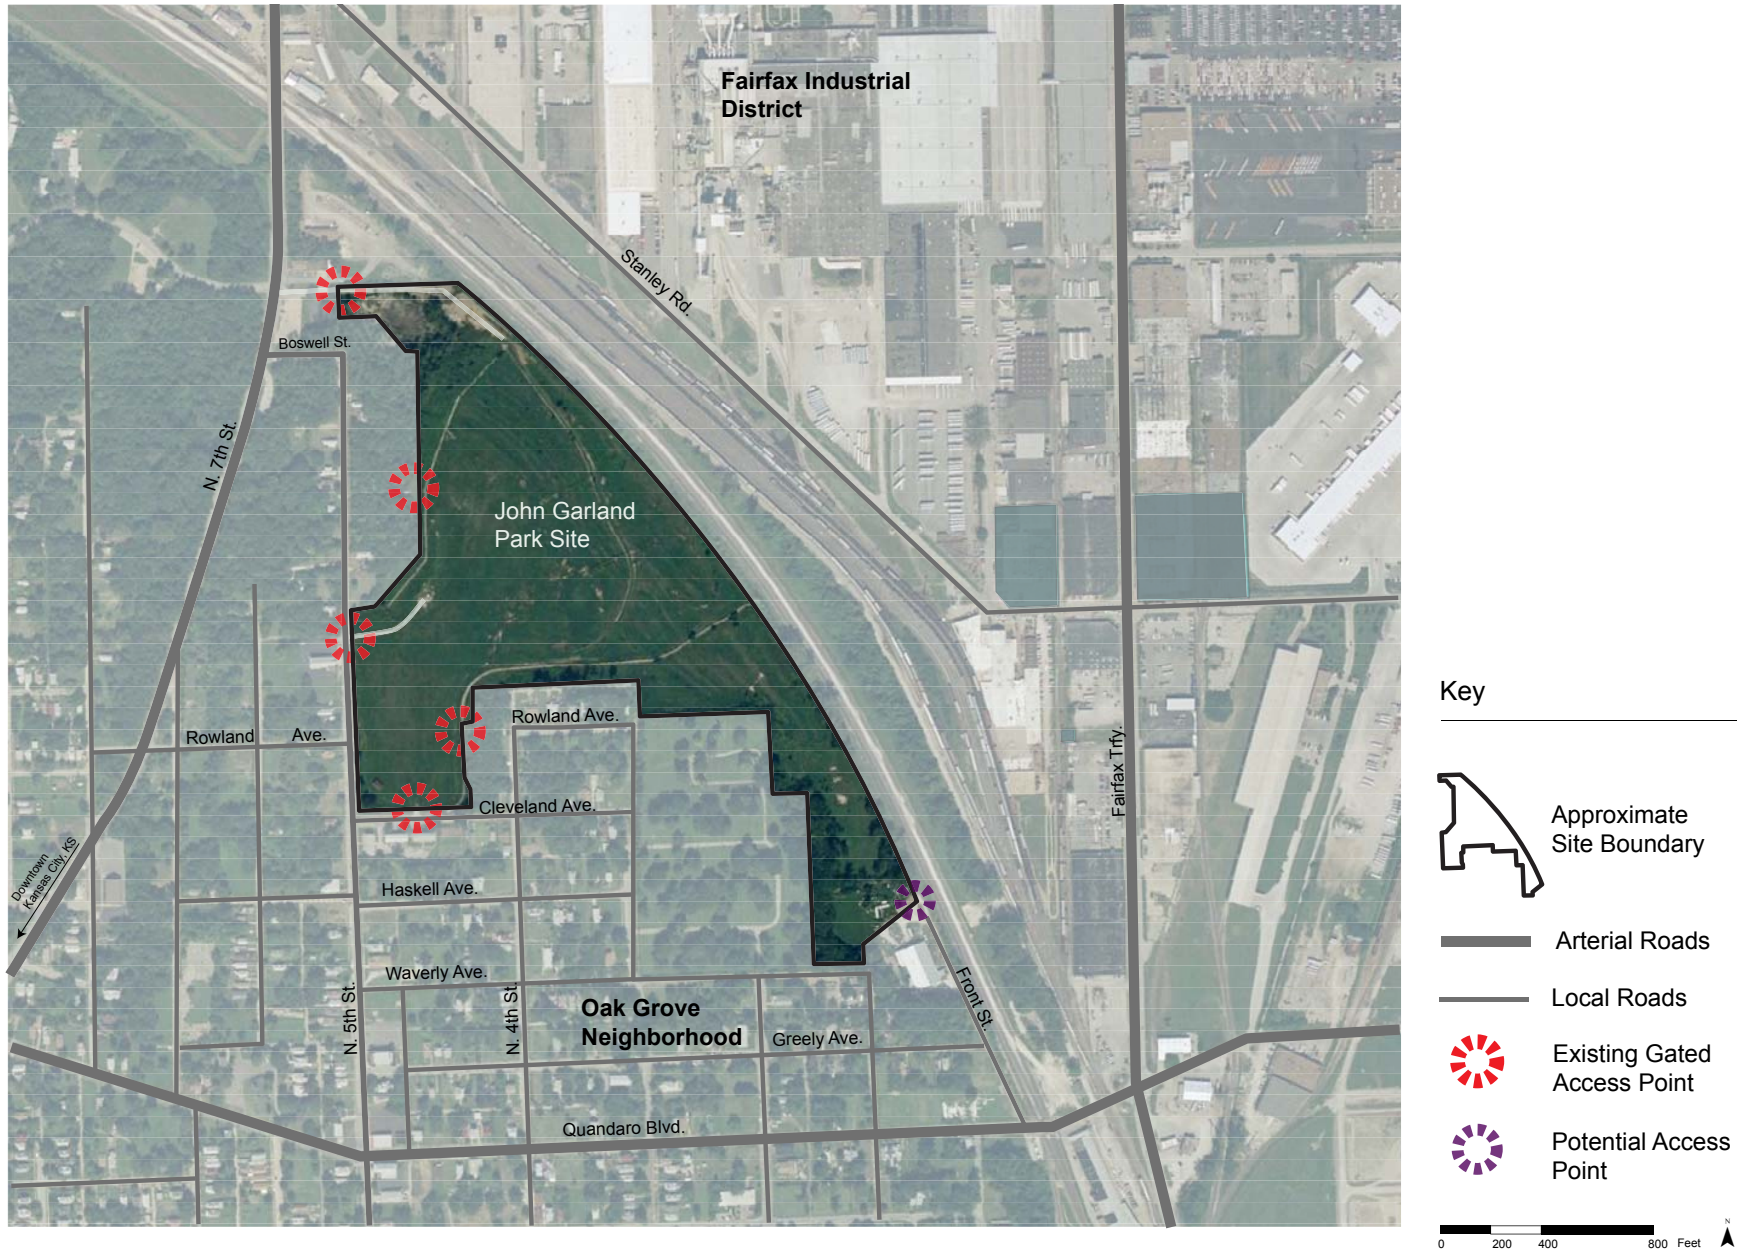 Fairfax Industrial
District
Stanley Rd.
Boswell St.
N. 7th St.
John Garland
Park Site
Rowland Ave.
Rowland Ave.
Fairfax Trfy.
Cleveland Ave.
Downtown
Kansas City, KS
Haskell Ave.
Waverly Ave.
N. 5th St.
N. 4th St.
Oak Grove
Neighborhood
Front St.
Greely Ave.
Quandaro Blvd.
Key
Approximate
Site Boundary
Arterial Roads
Local Roads
Existing Gated
Access Point
Potential Access
Point
0 200 400 800 Feet
N